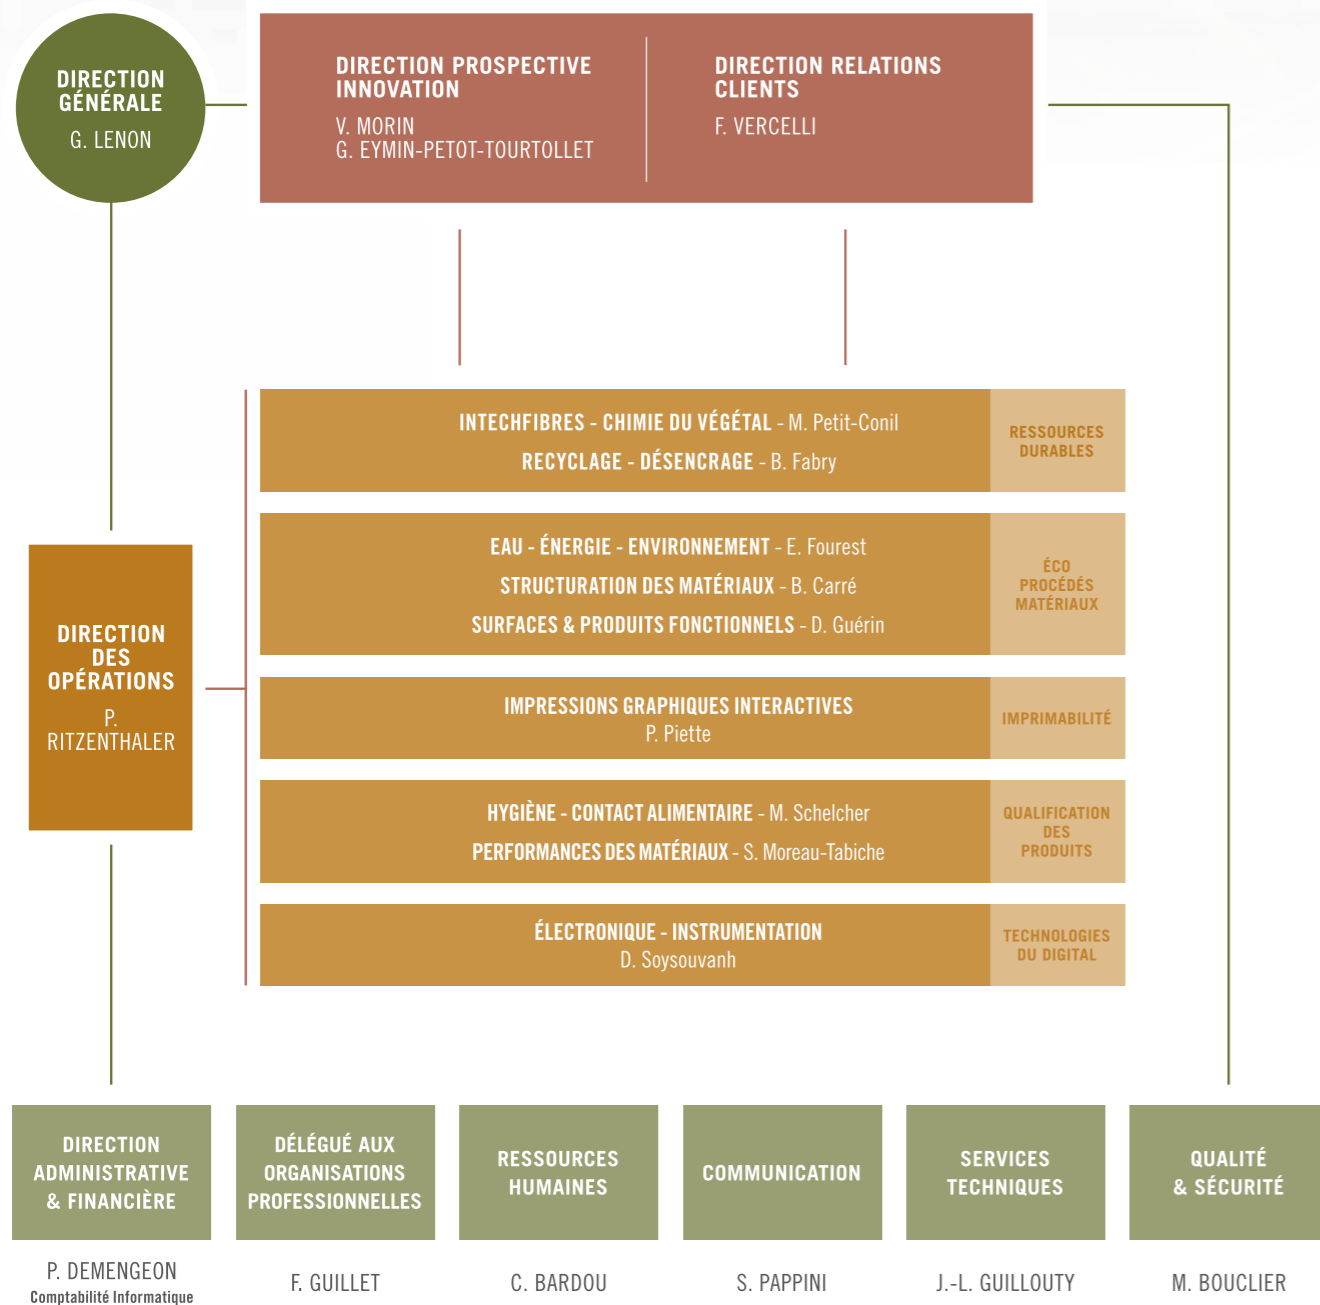 DIRECTION
GÉNÉRALE
G. LENON
DIRECTION PROSPECTIVE
INNOVATION
V. MORIN
G. EYMIN-PETOT-TOURTOLLET
DIRECTION RELATIONS
CLIENTS
F. VERCELLI
DIRECTION
DES
OPÉRATIONS
P.
RITZENTHALER
INTECHFIBRES - CHIMIE DU VÉGÉTAL - M. Petit-Conil
RECYCLAGE - DÉSENCRAGE - B. Fabry
RESSOURCES
DURABLES
EAU - ÉNERGIE - ENVIRONNEMENT - E. Fourest
STRUCTURATION DES MATÉRIAUX - B. Carré
SURFACES & PRODUITS FONCTIONNELS - D. Guérin
ÉCO
PROCÉDÉS
MATÉRIAUX
IMPRESSIONS GRAPHIQUES INTERACTIVES
P. Piette
IMPRIMABILITÉ
HYGIÈNE - CONTACT ALIMENTAIRE - M. Schelcher
PERFORMANCES DES MATÉRIAUX - S. Moreau-Tabiche
QUALIFICATION
DES
PRODUITS
ÉLECTRONIQUE - INSTRUMENTATION
D. Soysouvanh
TECHNOLOGIES
DU DIGITAL
DIRECTION
ADMINISTRATIVE
& FINANCIÈRE
P. DEMENGEON
Comptabilité Informatique
DÉLÉGUÉ AUX
ORGANISATIONS
PROFESSIONNELLES
F. GUILLET
RESSOURCES
HUMAINES
C. BARDOU
COMMUNICATION
S. PAPPINI
SERVICES
TECHNIQUES
J.-L. GUILLOUTY
QUALITÉ
& SÉCURITÉ
M. BOUCLIER